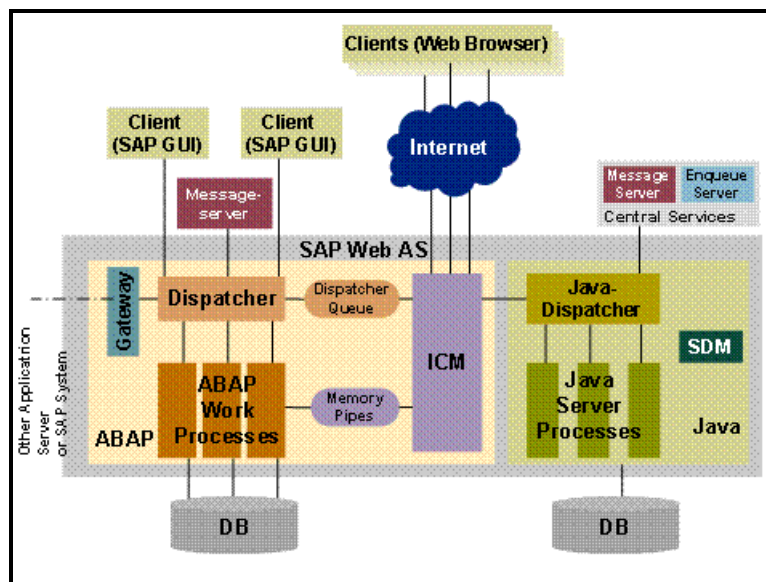 Clients (Web Browser)
Client
(SAP GUI)
Client
(SAP GUI)
Internet
Message-
server
Message
Server
Enqueue
Server
Central Services
SAP Web AS
Gateway
Dispatcher
Dispatcher
Queue
ICM
Java-
Dispatcher
SDM
ABAP
Work
Processes
Memory
Pipes
Java
Server
Processes
ABAP
Java
Other Applicatrion
Server
or SAP System
DB
DB